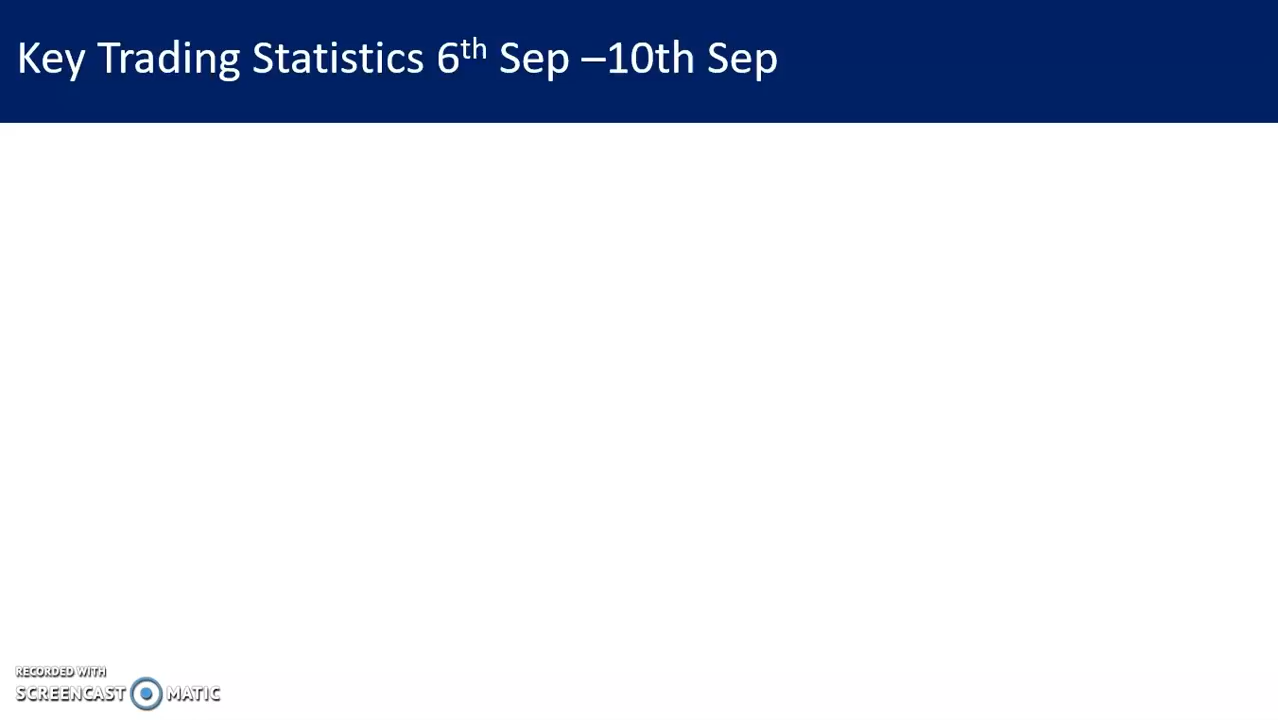 Key Trading Statistics 6th Sep –10th Sep
RECORDED WITH
SCREENCAST MATIC